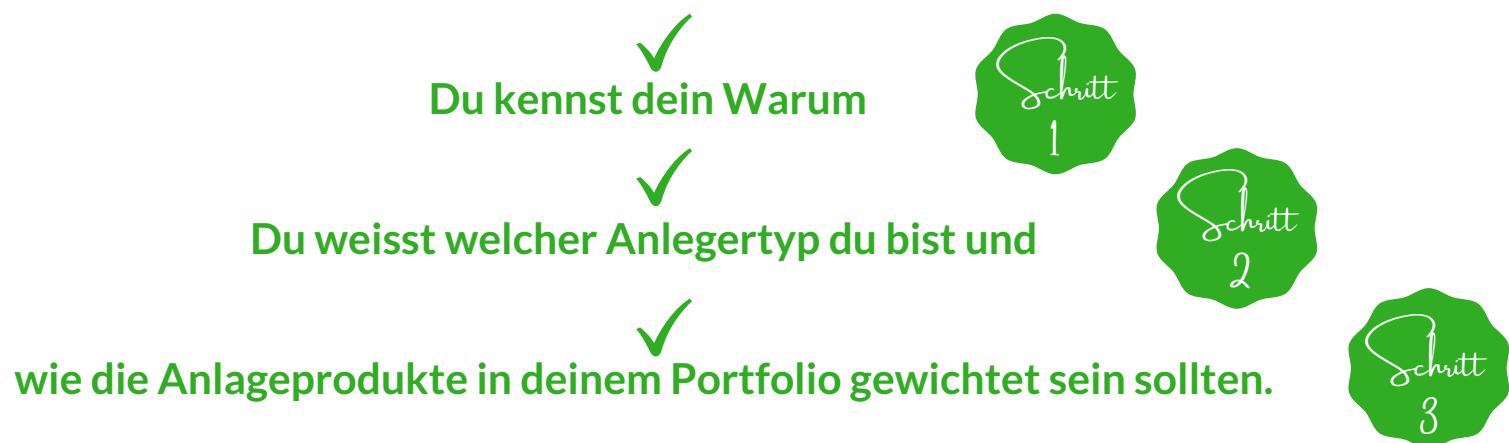 Du kennst dein Warum
Schritt
1
Du weisst welcher Anlegertyp du bist und
Schritt
2
wie die Anlageprodukte in deinem Portfolio gewichtet sein sollten.
Schritt
3